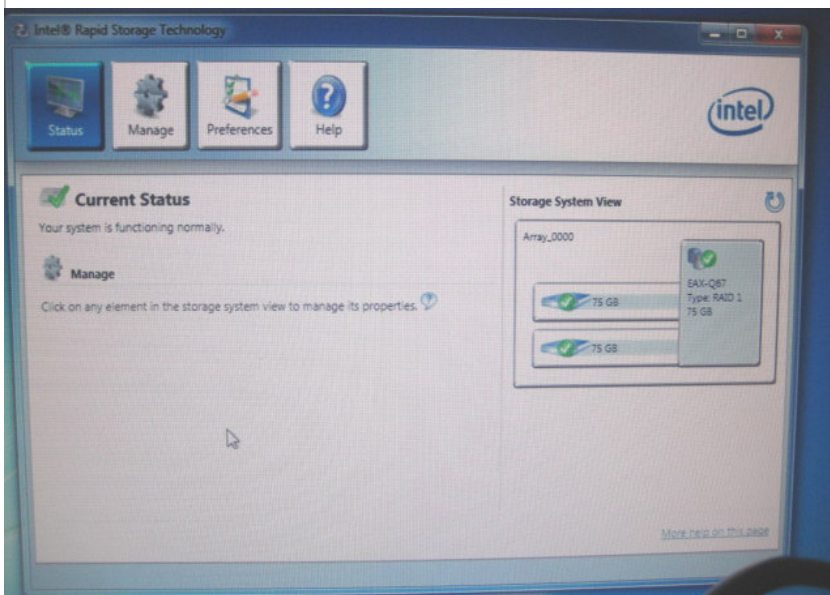 Intel® Rapid Storage Technology
Status
Manage
Preferences
Help
intel
Current Status
Your system is functioning normally.
Manage
Click on any element in the storage system view to manage its properties.
Storage System View
Array_0000
75 GB
75 GB
EAX-Q67
Type: RAID 1
75 GB
More help on this page